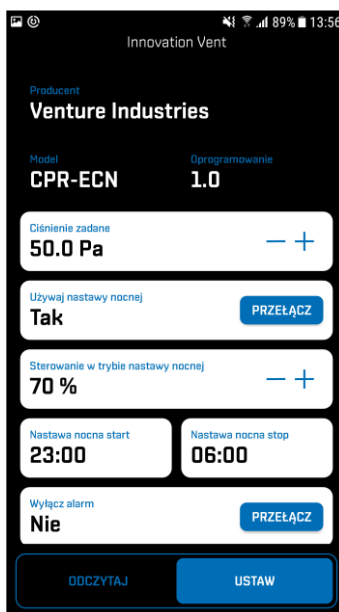 89% 13:56
Innovation Vent
Producent
Venture Industries
Model Oprogramowanie
CPR-ECN 1.0
Ciśnienie zadane
50.0 Pa
Używaj nastawy nocnej
Tak
PRZEŁĄCZ
Sterowanie w trybie nastawy nocnej
70 %
Nastawa nocna start Nastawa nocna stop
23:00 06:00
Wyłącz alarm
Nie
PRZEŁĄCZ
ODCZYTAJ USTAW